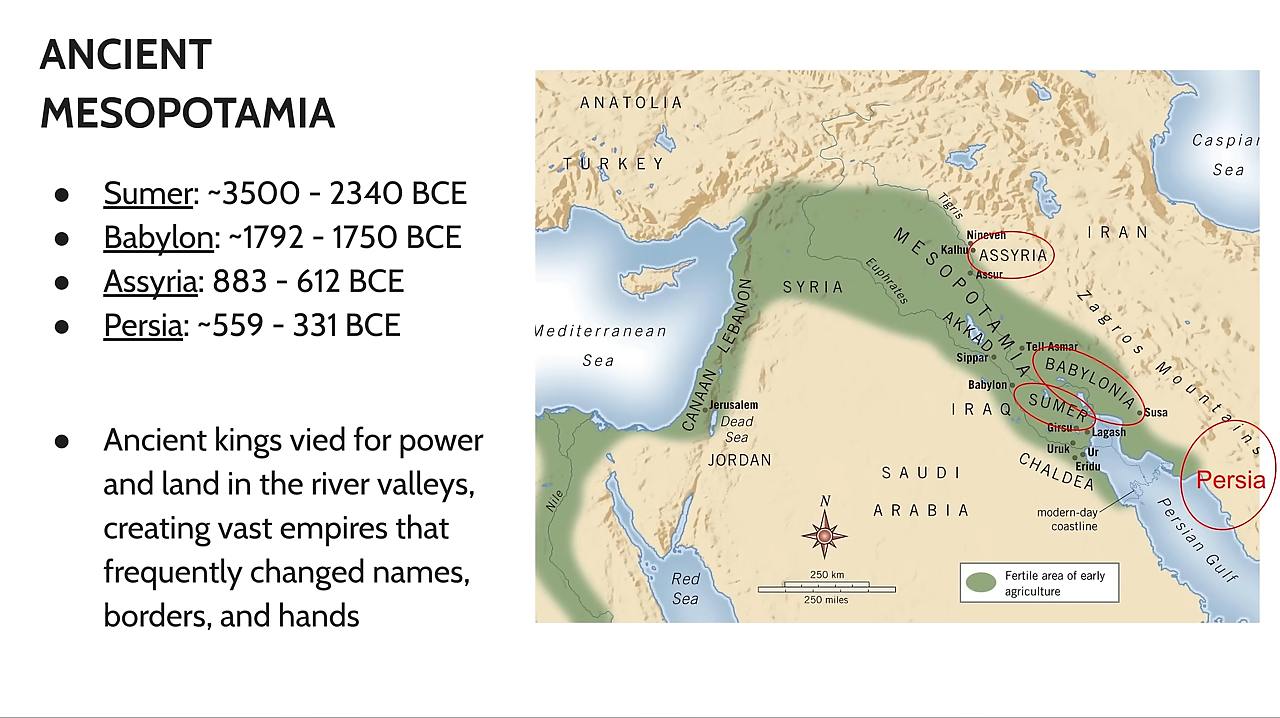 ANCIENT
MESOPOTAMIA
● Sumer: ~3500 - 2340 BCE
● Babylon: ~1792 - 1750 BCE
● Assyria: 883 - 612 BCE
● Persia: ~559 - 331 BCE
● Ancient kings vied for power
and land in the river valleys,
creating vast empires that
frequently changed names,
borders, and hands
ANATOLIA
TURKEY
Caspian
Sea
Tigris
Nineveh
Kalhu
ASSYRIA
Assur
IRAN
MESOPOTAMIA
Euphrates
SYRIA
Zagros Mountains
LEBANON
Mediterranean
Sea
AKKAD
Tell Asmar
Sippar
BABYLONIA
Babylon
CANAAN
SUMER
Jerusalem
Dead
Sea
IRAQ
Susa
Girsu
Lagash
Uruk
Ur
Eridu
JORDAN
CHALDEA
SAUDI
ARABIA
Persia
Nile
N
modern-day
coastline
Persian Gulf
Red
Sea
250 km
250 miles
Fertile area of early
agriculture